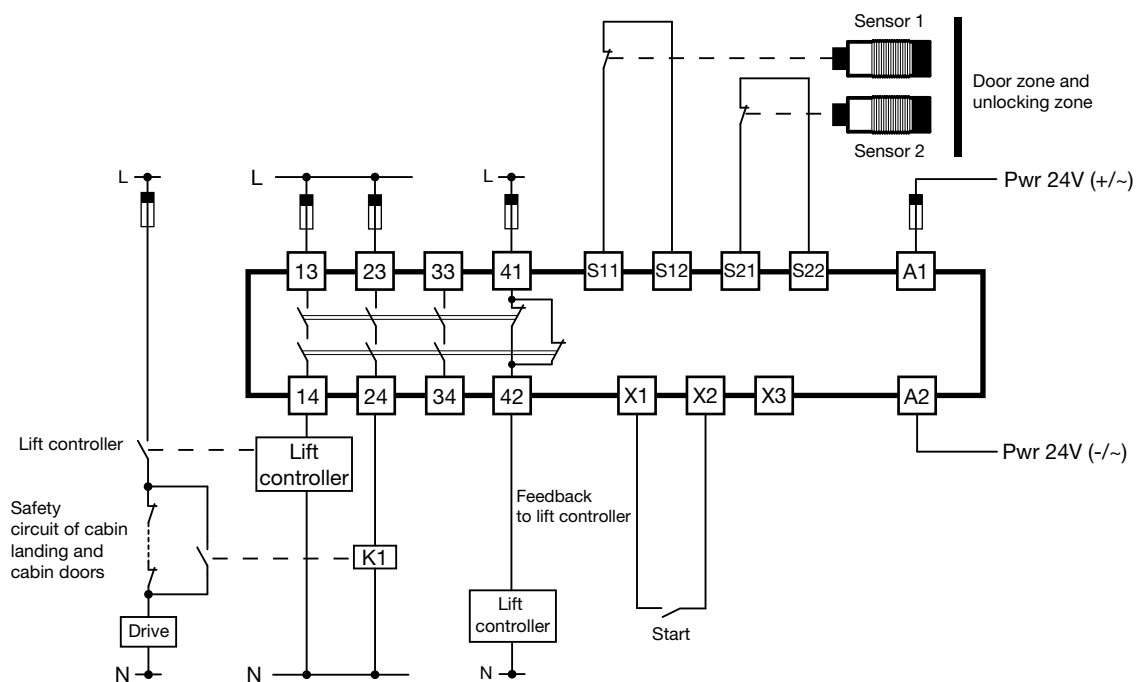 Sensor 1
Door zone and
unlocking zone
Sensor 2
L
L
L
Pwr 24V (+/~)
13
23
33
41
S11
S12
S21
S22
A1
14
24
34
42
X1
X2
X3
A2
Lift controller
Lift
controller
Pwr 24V (-/~)
Safety
circuit of cabin
landing and
cabin doors
Feedback
to lift controller
K1
Drive
Lift
controller
Start
N
N
N